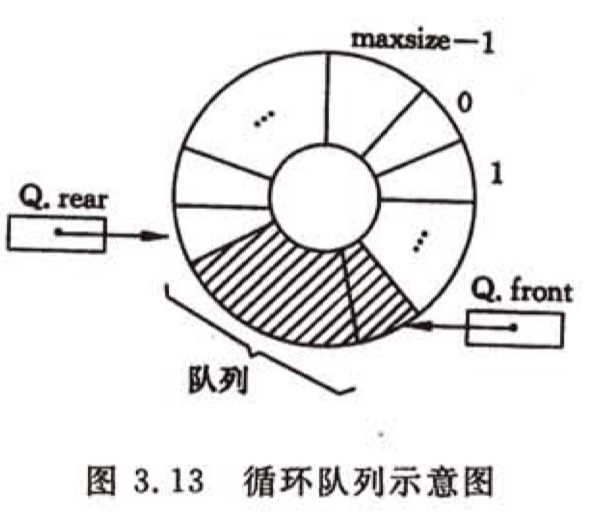 maxsize—1
0
1
…
…
Q. rear
Q. front
队列
图 3.13 循环队列示意图